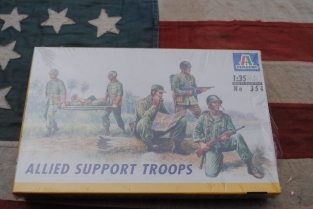 ITALERI
1:35
No 354
ALLIED SUPPORT TROOPS